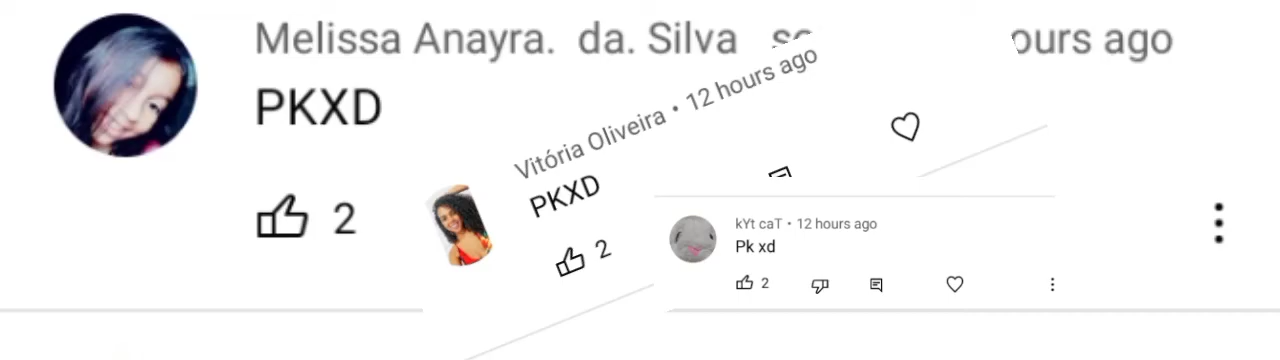 Melissa Anayra. da. Silva ours ago
PKXD
2
Vitória Oliveira • 12 hours ago
PKXD
2
kYt caT • 12 hours ago
Pk xd
2